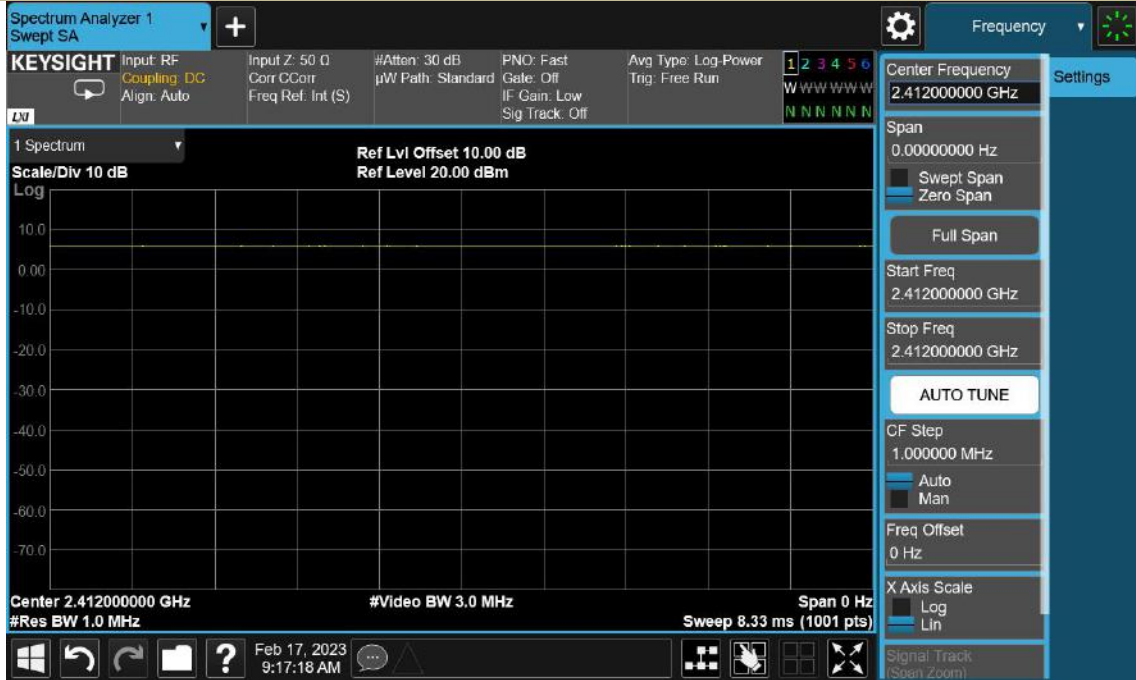 Spectrum Analyzer 1
Swept SA
+
Frequency
KEYSIGHT
Input: RF
Coupling: DC
Align: Auto
Input Z: 50 Ω
Corr CCorr
Freq Ref: Int (S)
#Atten: 30 dB
µW Path: Standard
PNO: Fast
Gate: Off
IF Gain: Low
Sig Track: Off
Avg Type: Log-Power
Trig: Free Run
1 2 3 4 5 6
W W W W W W
N N N N N N
LXI
1 Spectrum
Scale/Div 10 dB
Ref Lvl Offset 10.00 dB
Ref Level 20.00 dBm
Log
10.0
0.00
-10.0
-20.0
-30.0
-40.0
-50.0
-60.0
-70.0
Center 2.412000000 GHz
#Video BW 3.0 MHz
Span 0 Hz
#Res BW 1.0 MHz
Sweep 8.33 ms (1001 pts)
?
Feb 17, 2023
9:17:18 AM
Center Frequency
2.412000000 GHz
Settings
Span
0.00000000 Hz
Swept Span
Zero Span
Full Span
Start Freq
2.412000000 GHz
Stop Freq
2.412000000 GHz
AUTO TUNE
CF Step
1.000000 MHz
Auto
Man
Freq Offset
0 Hz
X Axis Scale
Log
Lin
Signal Track
(Span Zoom)